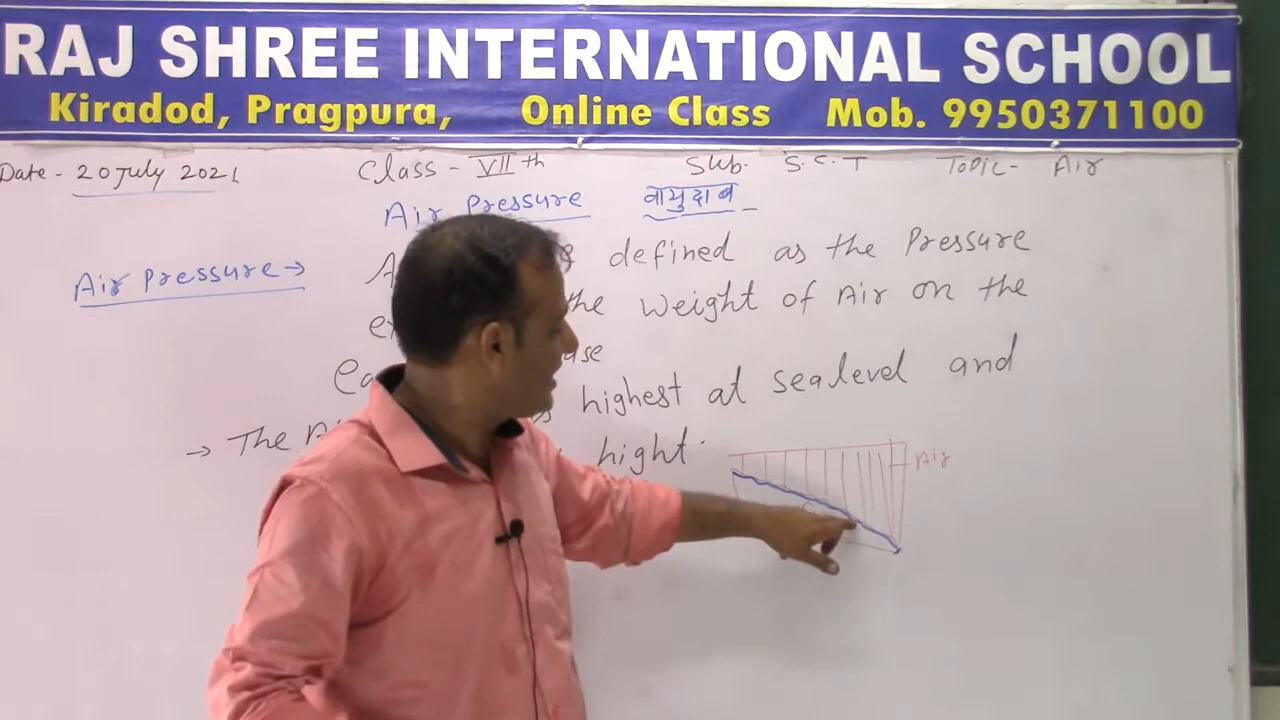 RAJ SHREE INTERNATIONAL SCHOOL
Kiradod, Pragpura, Online Class Mob. 9950371100
Date - 20 July 2021 Class - VII th Sub. S.S.T Topic - Air
Air Pressure वायुदाब
Air Pressure → defined as the Pressure
the weight of Air on the
highest at sealevel and
→ The hight.
Air